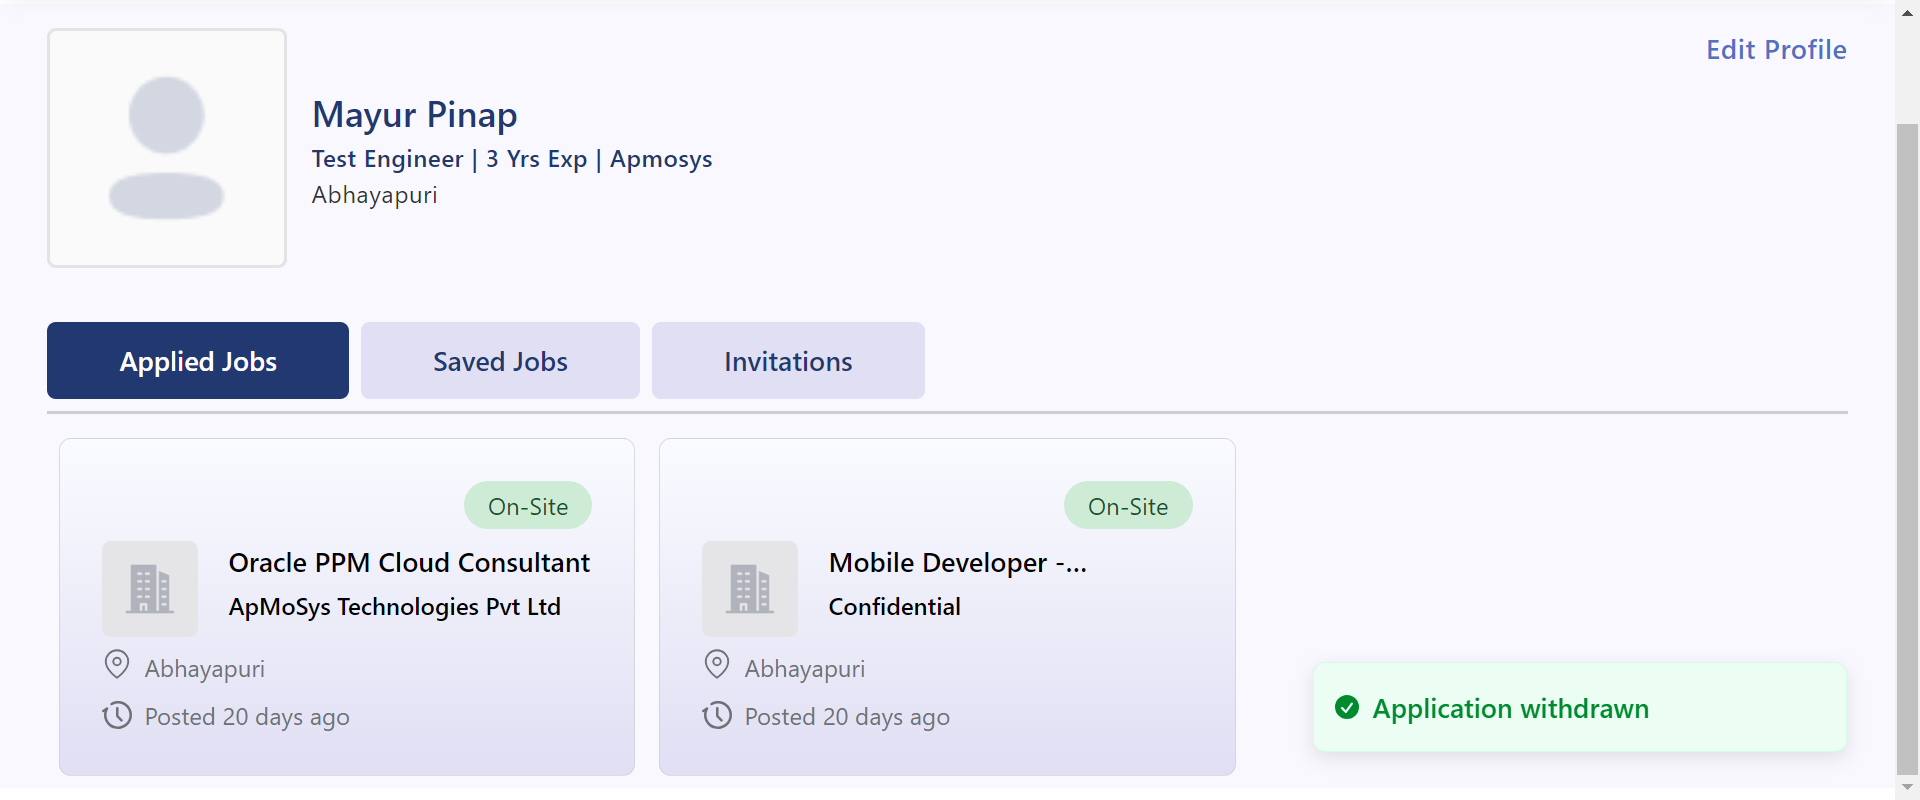 Edit Profile
Mayur Pinap
Test Engineer | 3 Yrs Exp | Apmosys
Abhayapuri
Applied Jobs
Saved Jobs
Invitations
On-Site
Oracle PPM Cloud Consultant
ApMoSys Technologies Pvt Ltd
Abhayapuri
Posted 20 days ago
On-Site
Mobile Developer -...
Confidential
Abhayapuri
Posted 20 days ago
Application withdrawn